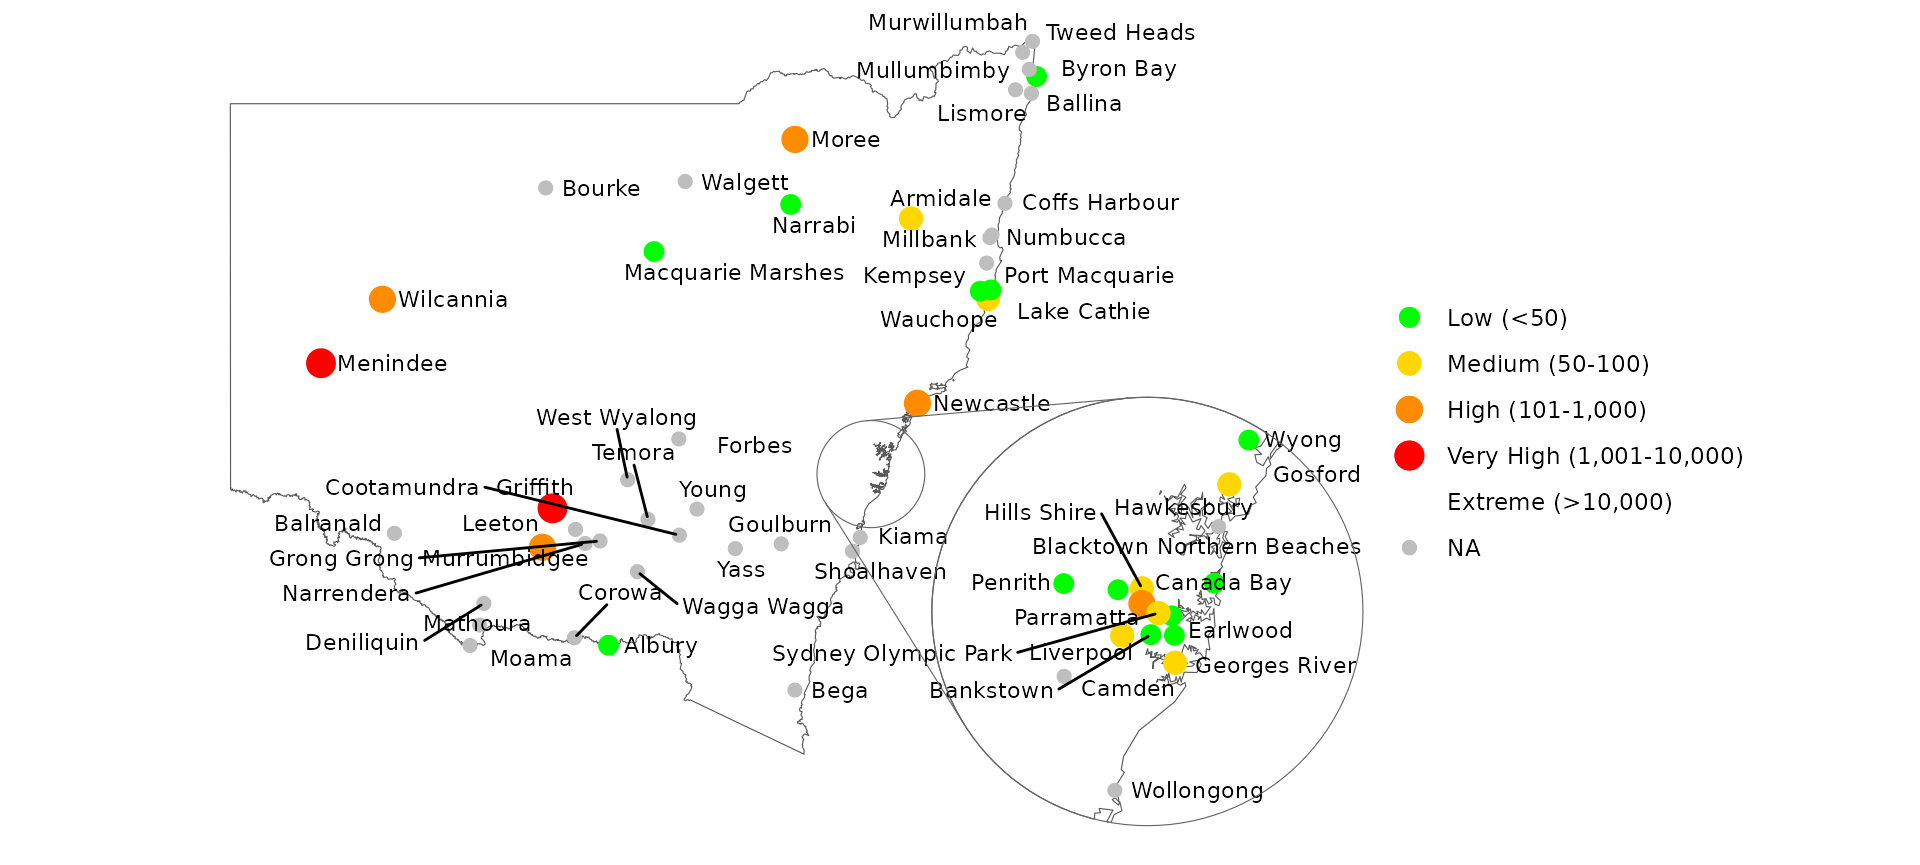 Murwillumbah
Tweed Heads
Mullumbimby
Byron Bay
Lismore
Ballina
Moree
Bourke
Walgett
Narrabi
Armidale
Coffs Harbour
Millbank
Numbucca
Macquarie Marshes
Kempsey
Port Macquarie
Wilcannia
Wauchope
Lake Cathie
Menindee
Newcastle
West Wyalong
Temora
Forbes
Cootamundra
Griffith
Young
Balranald
Leeton
Goulburn
Kiama
Grong Grong
Murrumbidgee
Yass
Shoalhaven
Narrendera
Corowa
Wagga Wagga
Mathoura
Deniliquin
Moama
Albury
Bega
Wyong
Gosford
Hills Shire
Hawkesbury
Blacktown
Northern Beaches
Penrith
Canada Bay
Parramatta
Earlwood
Sydney Olympic Park
Liverpool
Georges River
Bankstown
Camden
Wollongong
Low (<50)
Medium (50-100)
High (101-1,000)
Very High (1,001-10,000)
Extreme (>10,000)
NA